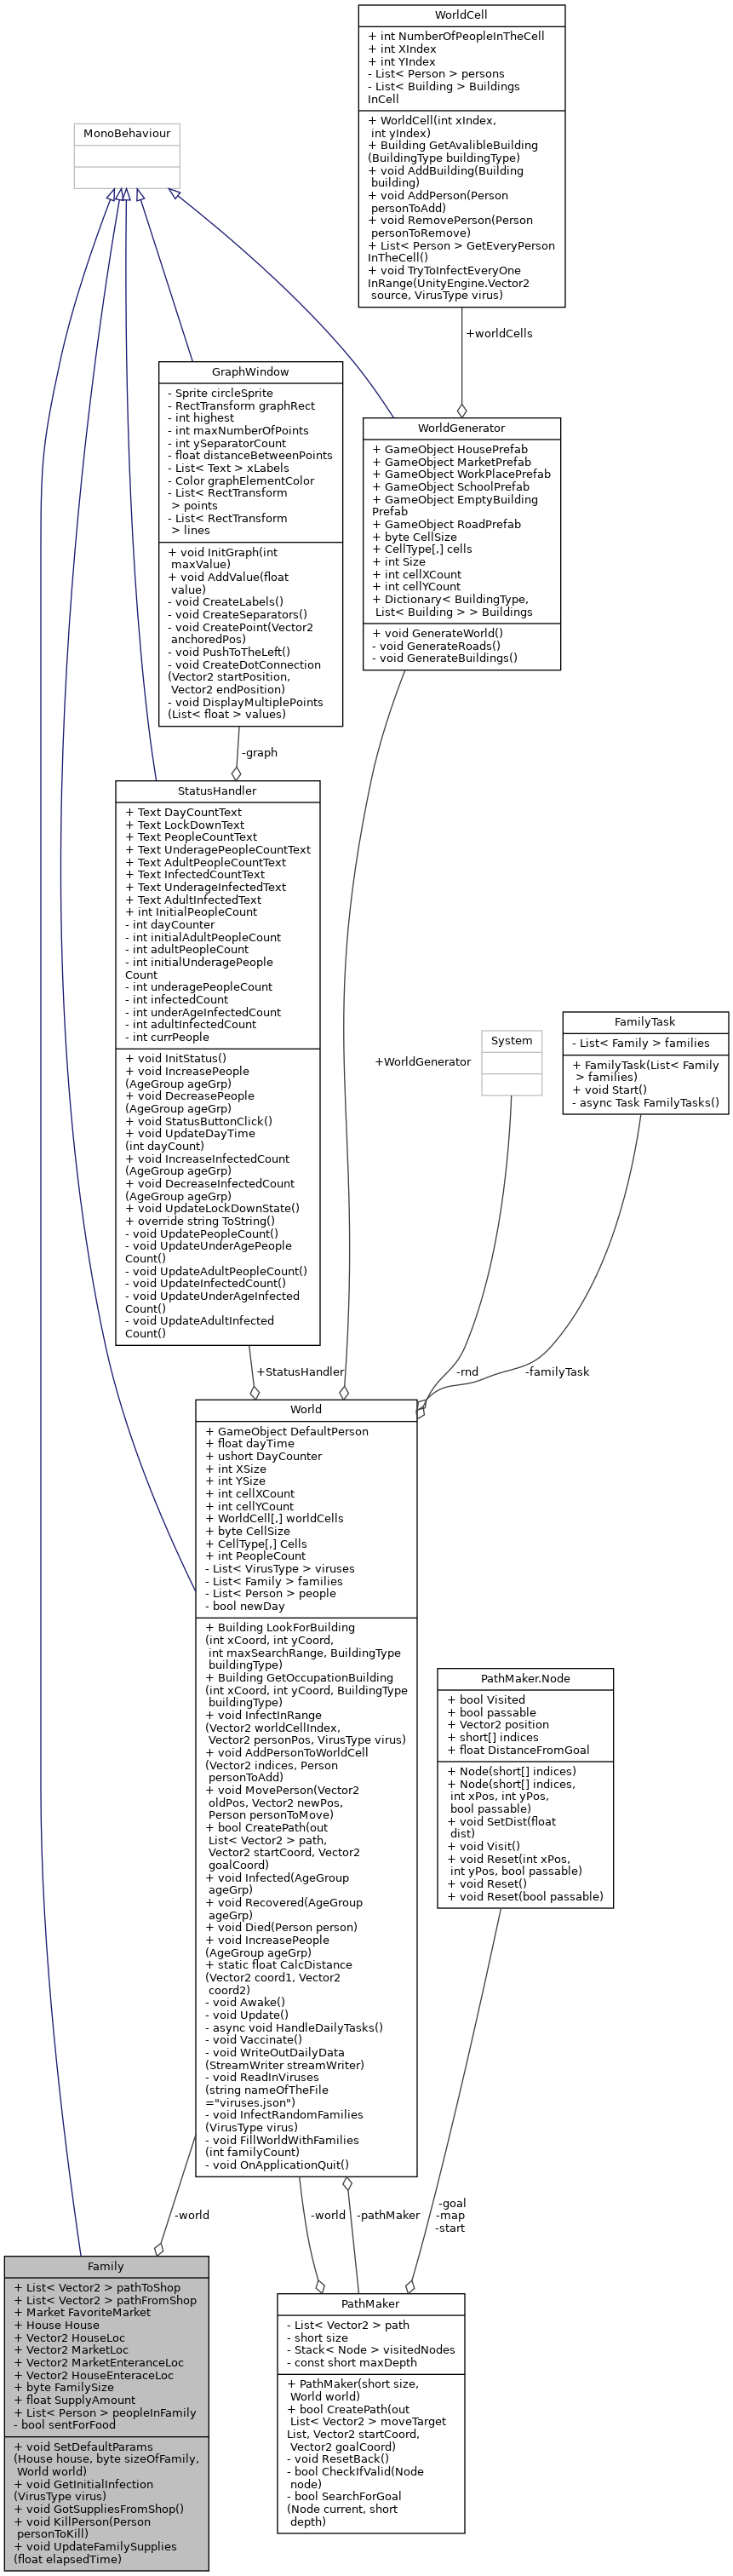 WorldCell
+ int NumberOfPeopleInTheCell
+ int XIndex
+ int YIndex
- List< Person > persons
- List< Building > Buildings
InCell
+ WorldCell(int xIndex,
int yIndex)
+ Building GetAvalibleBuilding
(BuildingType buildingType)
+ void AddBuilding(Building
building)
+ void AddPerson(Person
personToAdd)
+ void RemovePerson(Person
personToRemove)
+ List< Person > GetEveryPerson
InTheCell()
+ void TryToInfectEveryOne
InRange(UnityEngine.Vector2
source, VirusType virus)
MonoBehaviour
+worldCells
GraphWindow
- Sprite circleSprite
- RectTransform graphRect
- int highest
- int maxNumberOfPoints
- int ySeparatorCount
- float distanceBetweenPoints
- List< Text > xLabels
- Color graphElementColor
- List< RectTransform
> points
- List< RectTransform
> lines
+ void InitGraph(int
maxValue)
+ void AddValue(float
value)
- void CreateLabels()
- void CreateSeparators()
- void CreatePoint(Vector2
anchoredPos)
- void PushToTheLeft()
- void CreateDotConnection
(Vector2 startPosition,
Vector2 endPosition)
- void DisplayMultiplePoints
(List< float > values)
WorldGenerator
+ GameObject HousePrefab
+ GameObject MarketPrefab
+ GameObject WorkPlacePrefab
+ GameObject SchoolPrefab
+ GameObject EmptyBuilding
Prefab
+ GameObject RoadPrefab
+ byte CellSize
+ CellType[,] cells
+ int Size
+ int cellXCount
+ int cellYCount
+ Dictionary< BuildingType,
List< Building > > Buildings
+ void GenerateWorld()
- void GenerateRoads()
- void GenerateBuildings()
-graph
StatusHandler
+ Text DayCountText
+ Text LockDownText
+ Text PeopleCountText
+ Text UnderagePeopleCountText
+ Text AdultPeopleCountText
+ Text InfectedCountText
+ Text UnderageInfectedText
+ Text AdultInfectedText
+ int InitialPeopleCount
- int dayCounter
- int initialAdultPeopleCount
- int adultPeopleCount
- int initialUnderagePeople
Count
- int underagePeopleCount
- int infectedCount
- int underAgeInfectedCount
- int adultInfectedCount
- int currPeople
+ void InitStatus()
+ void IncreasePeople
(AgeGroup ageGrp)
+ void DecreasePeople
(AgeGroup ageGrp)
+ void StatusButtonClick()
+ void UpdateDayTime
(int dayCount)
+ void IncreaseInfectedCount
(AgeGroup ageGrp)
+ void DecreaseInfectedCount
(AgeGroup ageGrp)
+ void UpdateLockDownState()
+ override string ToString()
- void UpdatePeopleCount()
- void UpdateUnderAgePeople
Count()
- void UpdateAdultPeopleCount()
- void UpdateInfectedCount()
- void UpdateUnderAgeInfected
Count()
- void UpdateAdultInfected
Count()
+WorldGenerator
System
FamilyTask
- List< Family > families
+ FamilyTask(List< Family
> families)
+ void Start()
- async Task FamilyTasks()
+StatusHandler
-rnd
-familyTask
World
+ GameObject DefaultPerson
+ float dayTime
+ ushort DayCounter
+ int XSize
+ int YSize
+ int cellXCount
+ int cellYCount
+ WorldCell[,] worldCells
+ byte CellSize
+ CellType[,] Cells
+ int PeopleCount
- List< VirusType > viruses
- List< Family > families
- List< Person > people
- bool newDay
+ Building LookForBuilding
(int xCoord, int yCoord,
int maxSearchRange, BuildingType
buildingType)
+ Building GetOccupationBuilding
(int xCoord, int yCoord, BuildingType
buildingType)
+ void InfectInRange
(Vector2 worldCellIndex,
Vector2 personPos, VirusType virus)
+ void AddPersonToWorldCell
(Vector2 indices, Person
personToAdd)
+ void MovePerson(Vector2
oldPos, Vector2 newPos,
Person personToMove)
+ bool CreatePath(out
List< Vector2 > path,
Vector2 startCoord, Vector2
goalCoord)
+ void Infected(AgeGroup
ageGrp)
+ void Recovered(AgeGroup
ageGrp)
+ void Died(Person person)
+ void IncreasePeople
(AgeGroup ageGrp)
+ static float CalcDistance
(Vector2 coord1, Vector2
coord2)
- void Awake()
- void Update()
- async void HandleDailyTasks()
- void Vaccinate()
- void WriteOutDailyData
(StreamWriter streamWriter)
- void ReadInViruses
(string nameOfTheFile
="viruses.json")
- void InfectRandomFamilies
(VirusType virus)
- void FillWorldWithFamilies
(int familyCount)
- void OnApplicationQuit()
PathMaker.Node
+ bool Visited
+ bool passable
+ Vector2 position
+ short[] indices
+ float DistanceFromGoal
+ Node(short[] indices)
+ Node(short[] indices,
int xPos, int yPos,
bool passable)
+ void SetDist(float
dist)
+ void Visit()
+ void Reset(int xPos,
int yPos, bool passable)
+ void Reset()
+ void Reset(bool passable)
-world
-world
-pathMaker
-goal
-map
-start
Family
+ List< Vector2 > pathToShop
+ List< Vector2 > pathFromShop
+ Market FavoriteMarket
+ House House
+ Vector2 HouseLoc
+ Vector2 MarketLoc
+ Vector2 MarketEnteranceLoc
+ Vector2 HouseEnteraceLoc
+ byte FamilySize
+ float SupplyAmount
+ List< Person > peopleInFamily
- bool sentForFood
+ void SetDefaultParams
(House house, byte sizeOfFamily,
World world)
+ void GetInitialInfection
(VirusType virus)
+ void GotSuppliesFromShop()
+ void KillPerson(Person
personToKill)
+ void UpdateFamilySupplies
(float elapsedTime)
PathMaker
- List< Vector2 > path
- short size
- Stack< Node > visitedNodes
- const short maxDepth
+ PathMaker(short size,
World world)
+ bool CreatePath(out
List< Vector2 > moveTarget
List, Vector2 startCoord,
Vector2 goalCoord)
- void ResetBack()
- bool CheckIfValid(Node
node)
- bool SearchForGoal
(Node current, short
depth)